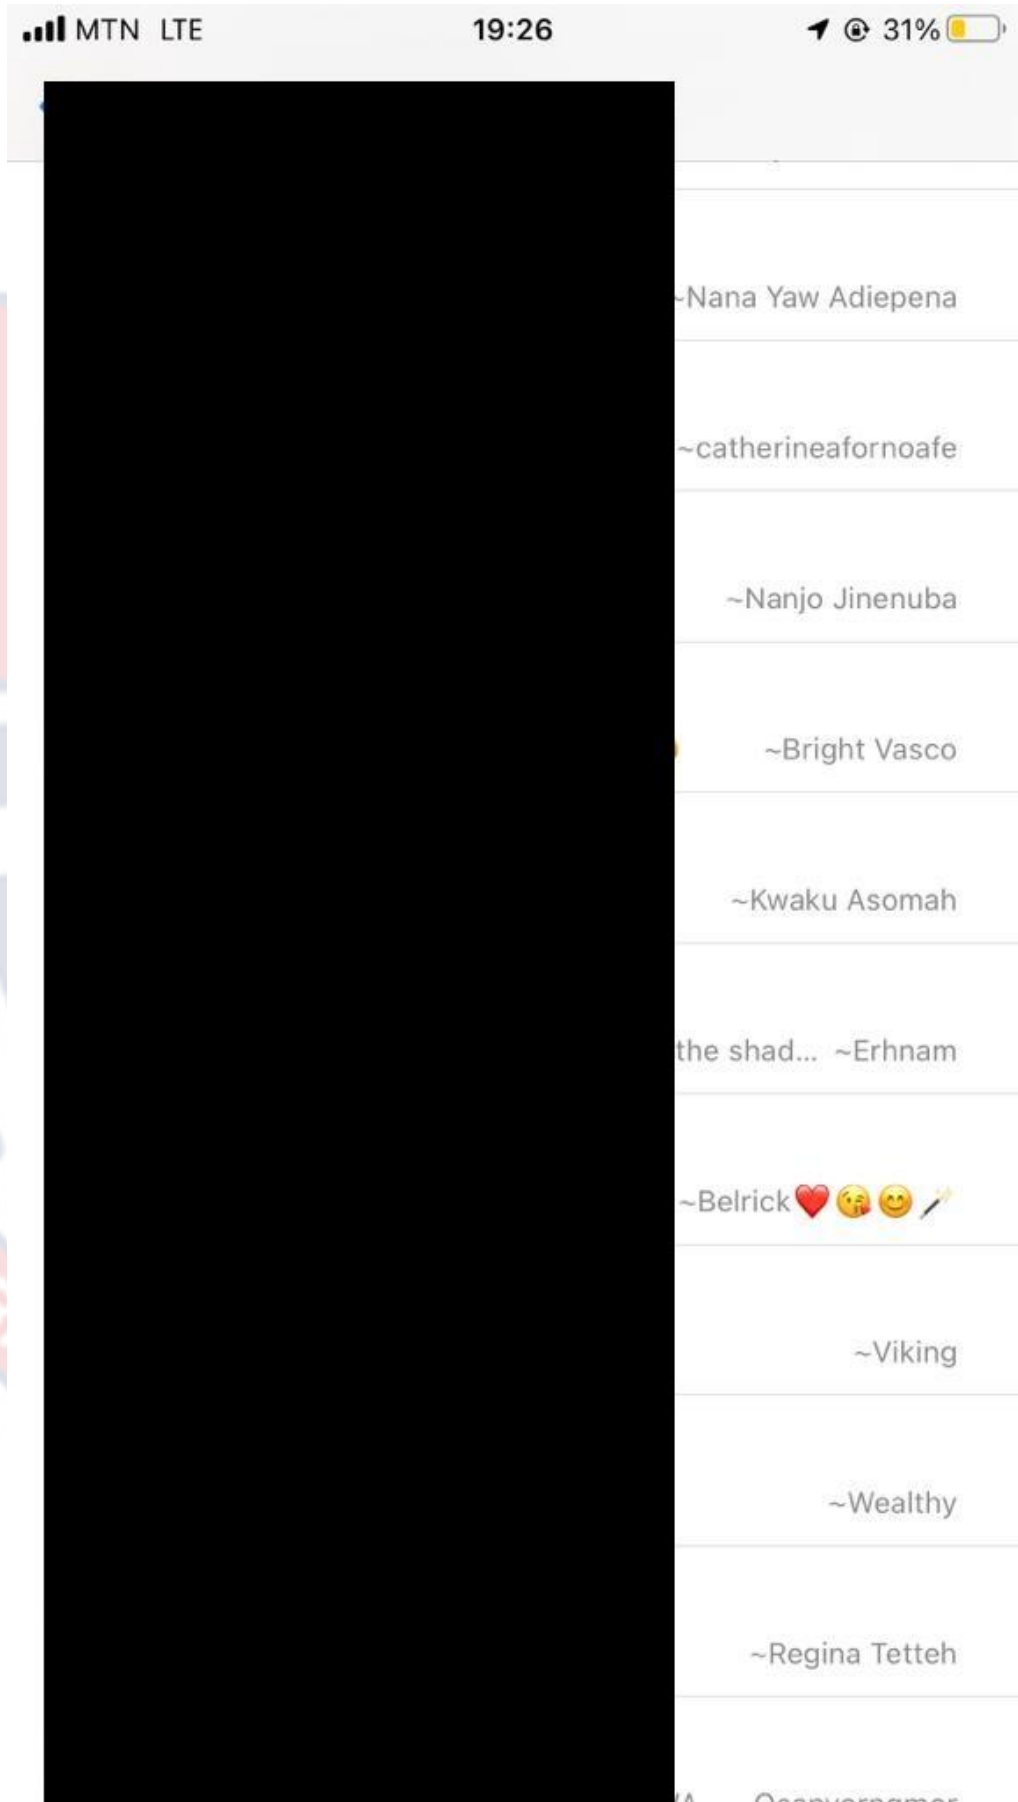 MTN LTE 19:26 31%
~Nana Yaw Adiepena
~catherineafornoafe
~Nanjo Jinenuba
~Bright Vasco
~Kwaku Asomah
the shad... ~Erhnam
~Belrick❤️😘😊🪄
~Viking
~Wealthy
~Regina Tetteh